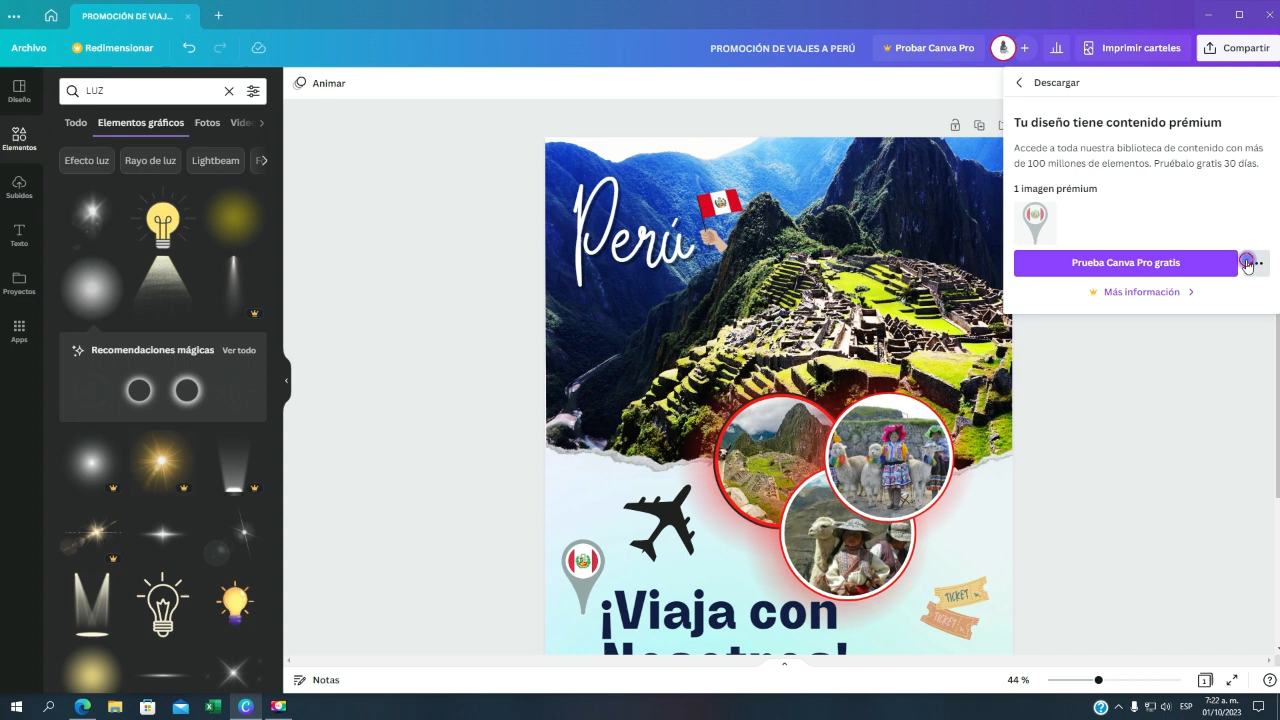 PROMOCIÓN DE VIAJ...
Archivo
Redimensionar
PROMOCIÓN DE VIAJES A PERÚ
Probar Canva Pro
Imprimir carteles
Compartir
Diseño
Elementos
Subidos
Texto
Proyectos
Apps
LUZ
Todo
Elementos gráficos
Fotos
Vide
Efecto luz
Rayo de luz
Lightbeam
F
Recomendaciones mágicas
Ver todo
Animar
Perú
TICKET
TICKET
¡Viaja con
Nosotros!
Descargar
Tu diseño tiene contenido prémium
Accede a toda nuestra biblioteca de contenido con más
de 100 millones de elementos. Pruébalo gratis 30 días.
1 imagen prémium
Prueba Canva Pro gratis
Más información
Notas
44 %
1
ESP
7:22 a. m.
01/10/2023